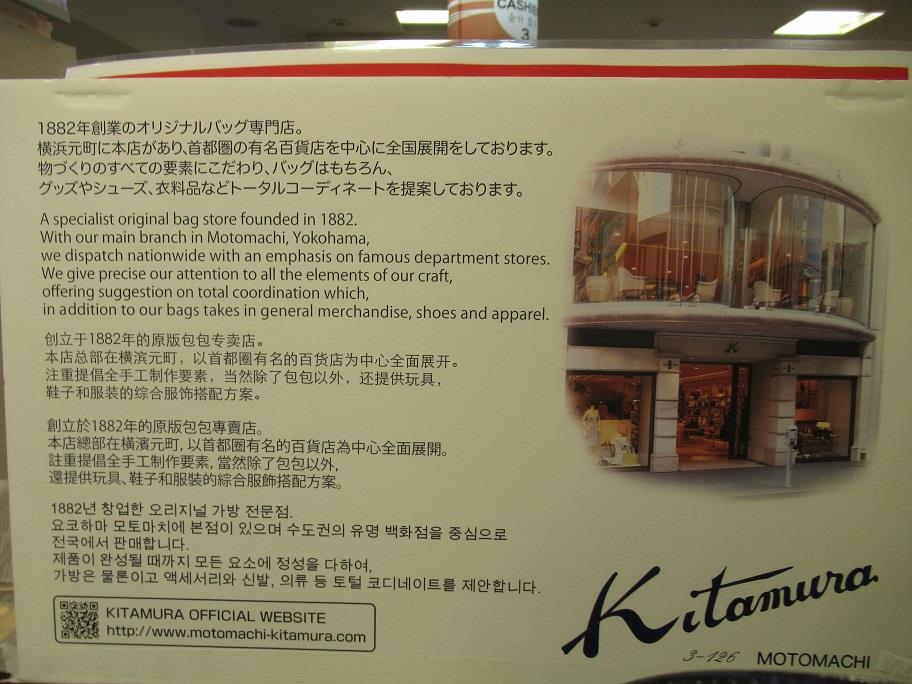 CASHIE
会计
3
1882年創業のオリジナルバッグ専門店。
横浜元町に本店があり、首都圏の有名百貨店を中心に全国展開をしております。
物づくりのすべての要素にこだわり、バッグはもちろん、
グッズやシューズ、衣料品などトータルコーディネートを提案しております。
A specialist original bag store founded in 1882.
With our main branch in Motomachi, Yokohama,
we dispatch nationwide with an emphasis on famous department stores.
We give precise our attention to all the elements of our craft,
offering suggestion on total coordination which,
in addition to our bags takes in general merchandise, shoes and apparel.
创立于1882年的原版包包专卖店。
本店总部在横滨元町，以首都圈有名的百货店为中心全面展开。
注重提倡全手工制作要素，当然除了包包以外，还提供玩具，
鞋子和服装的综合服饰搭配方案。
創立於1882年的原版包包專賣店。
本店總部在橫濱元町，以首都圈有名的百貨店為中心全面展開。
註重提倡全手工制作要素，當然除了包包以外，
還提供玩具、鞋子和服裝的綜合服飾搭配方案。
1882년 창업한 오리지널 가방 전문점.
요코하마 모토마치에 본점이 있으며 수도권의 유명 백화점을 중심으로
전국에서 판매합니다.
제품이 완성될 때까지 모든 요소에 정성을 다하여,
가방은 물론이고 액세서리와 신발, 의류 등 토털 코디네이트를 제안합니다.
KITAMURA OFFICIAL WEBSITE
http://www.motomachi-kitamura.com
Kitamura.
3-126 MOTOMACHI